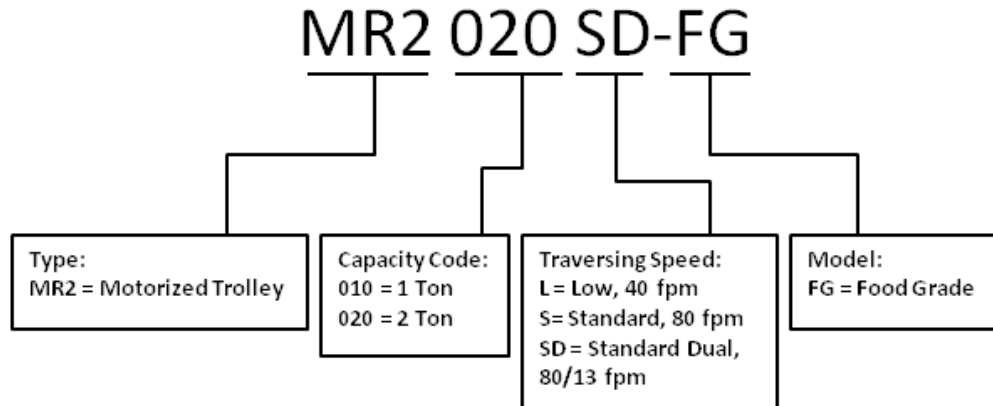 MR2 020 SD-FG
Type:
MR2 = Motorized Trolley
Capacity Code:
010 = 1 Ton
020 = 2 Ton
Traversing Speed:
L = Low, 40 fpm
S= Standard, 80 fpm
SD = Standard Dual,
80/13 fpm
Model:
FG = Food Grade